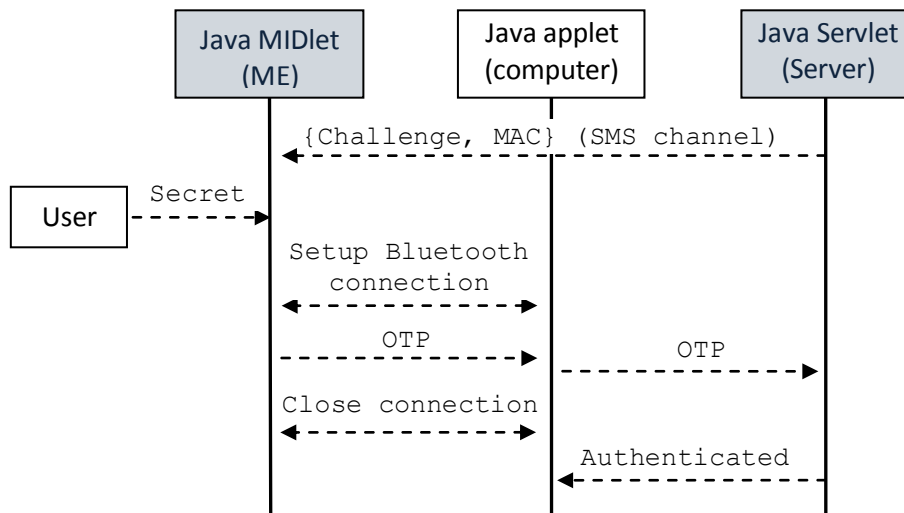 Java MIDlet
(ME)
Java applet
(computer)
Java Servlet
(Server)
{Challenge, MAC} (SMS channel)
Secret
User
Setup Bluetooth
connection
OTP
OTP
Close connection
Authenticated